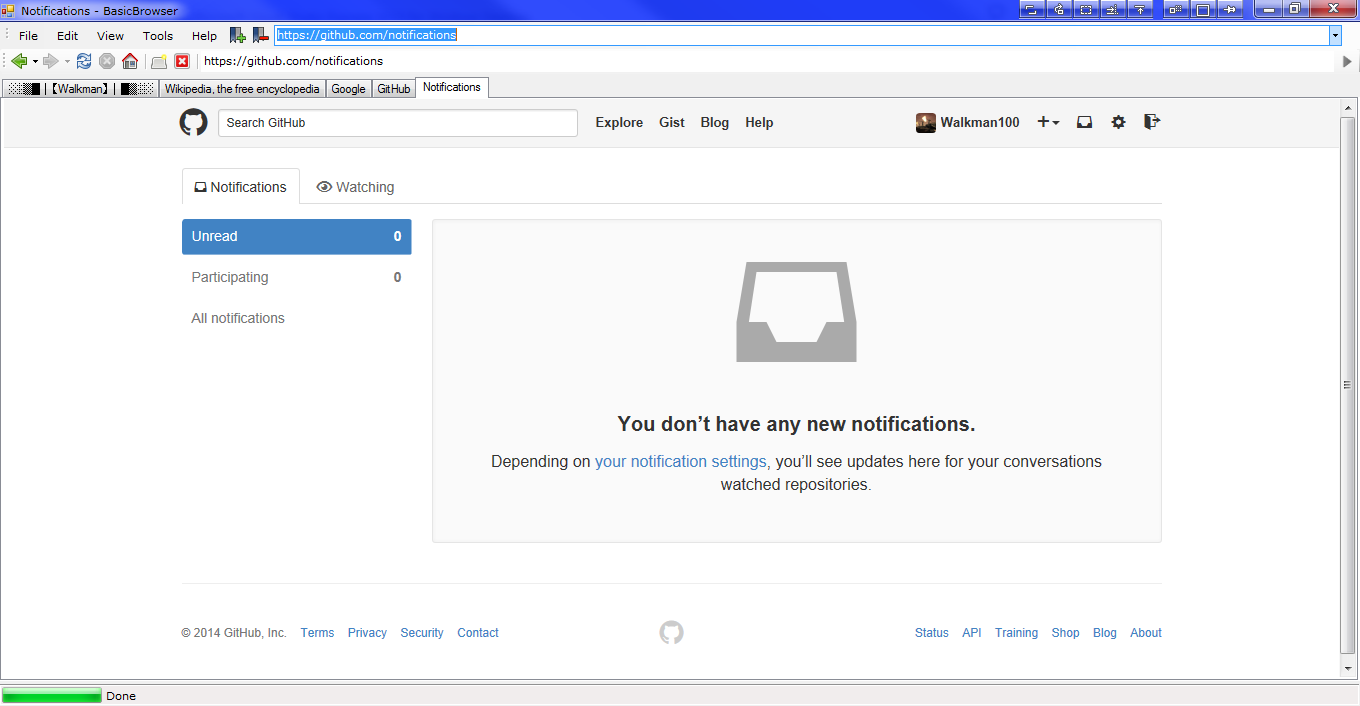 Notifications - BasicBrowser
File Edit View Tools Help https://github.com/notifications
https://github.com/notifications
░▒▓█ | 【Walkman】 | █▓▒░ Wikipedia, the free encyclopedia Google GitHub Notifications
Search GitHub Explore Gist Blog Help Walkman100
Notifications Watching
Unread 0
Participating 0
All notifications
You don’t have any new notifications.
Depending on your notification settings, you’ll see updates here for your conversations
watched repositories.
© 2014 GitHub, Inc. Terms Privacy Security Contact Status API Training Shop Blog About
Done